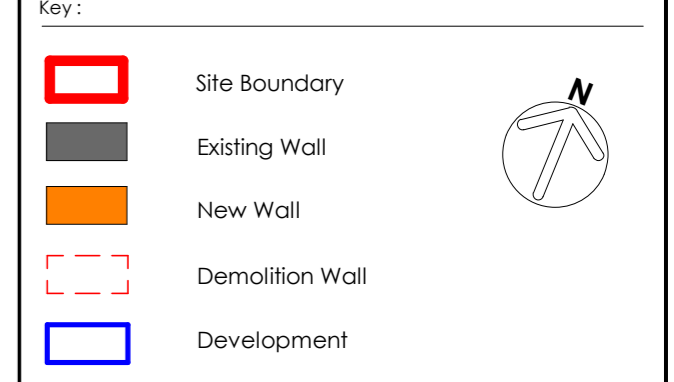 Key :
Site Boundary
N
Existing Wall
New Wall
Demolition Wall
Development